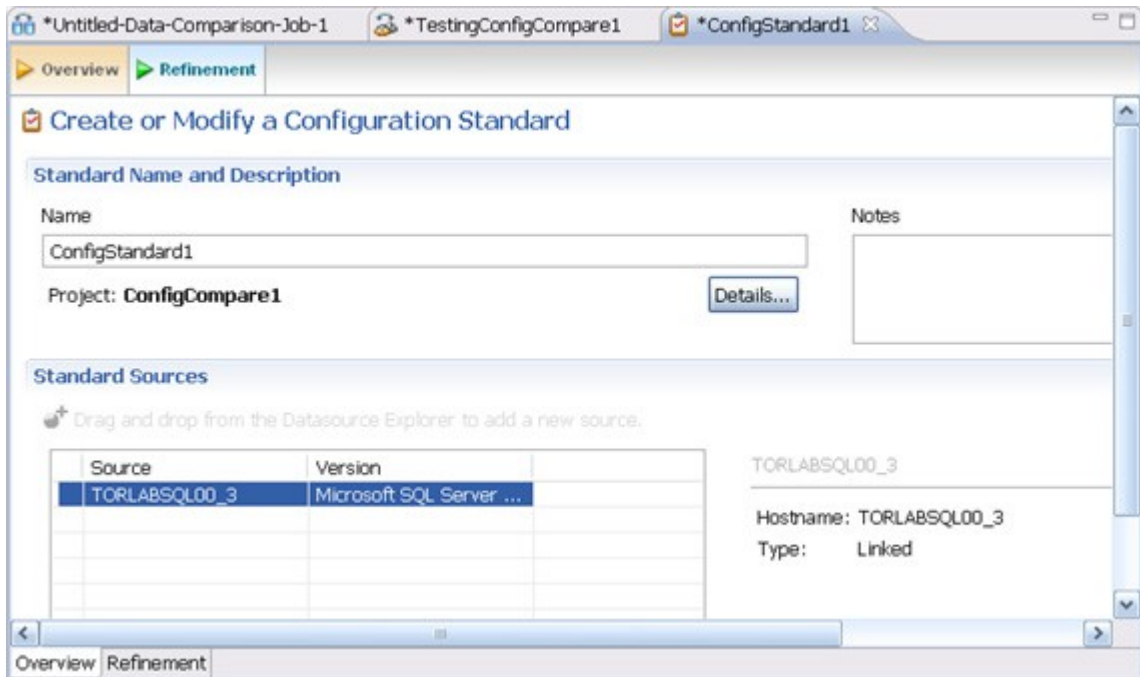 *Untitled-Data-Comparison-Job-1 *TestingConfigCompare1 *ConfigStandard1
Overview Refinement
Create or Modify a Configuration Standard
Standard Name and Description
Name Notes
ConfigStandard1
Project: ConfigCompare1 Details...
Standard Sources
Drag and drop from the Datasource Explorer to add a new source.
Source Version TORLABSQL00_3
TORLABSQL00_3 Microsoft SQL Server ...
Hostname: TORLABSQL00_3
Type: Linked
Overview Refinement